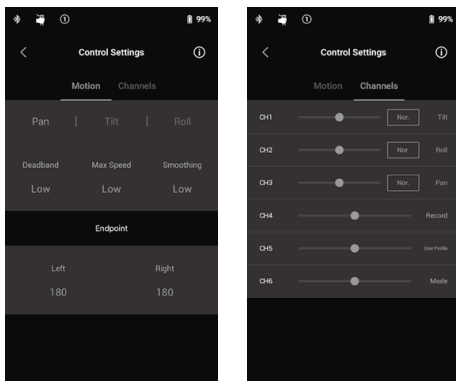 1 99%
Control Settings
Motion Channels
Pan | Tilt | Roll
Deadband Max Speed Smoothing
Low Low Low
Endpoint
Left Right
180 180
1 99%
Control Settings
Motion Channels
CH1 Nor. Tilt
CH2 Nor. Roll
CH3 Nor. Pan
CH4 Record
CH5 User Profile
CH6 Mode